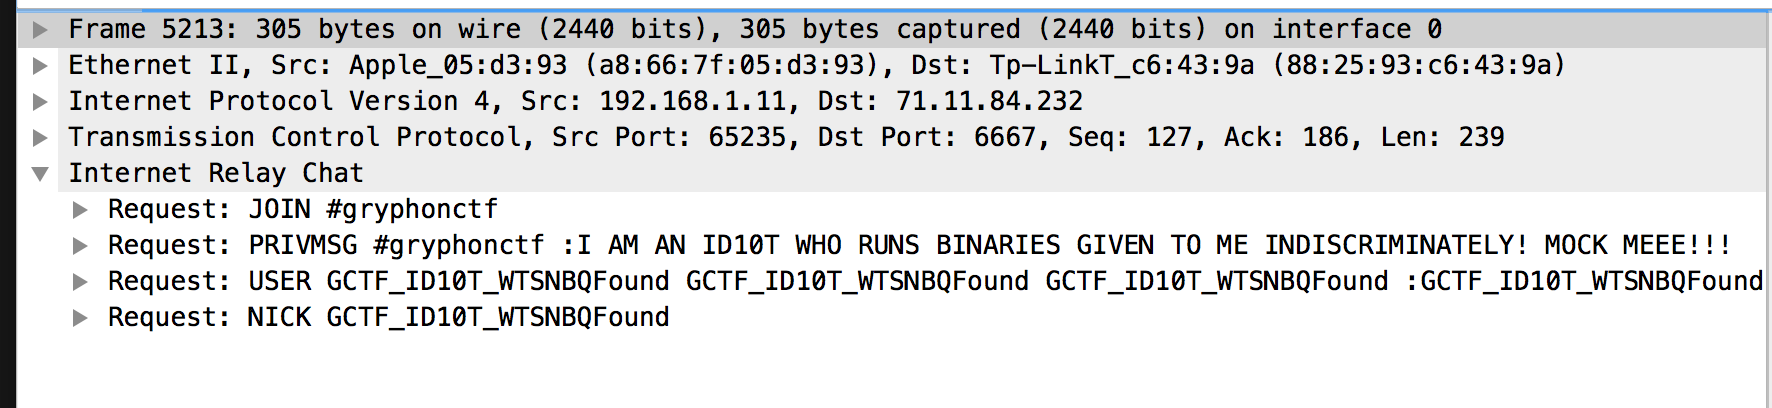 Frame 5213: 305 bytes on wire (2440 bits), 305 bytes captured (2440 bits) on interface 0
Ethernet II, Src: Apple_05:d3:93 (a8:66:7f:05:d3:93), Dst: Tp-LinkT_c6:43:9a (88:25:93:c6:43:9a)
Internet Protocol Version 4, Src: 192.168.1.11, Dst: 71.11.84.232
Transmission Control Protocol, Src Port: 65235, Dst Port: 6667, Seq: 127, Ack: 186, Len: 239
Internet Relay Chat
Request: JOIN #gryphonctf
Request: PRIVMSG #gryphonctf :I AM AN ID10T WHO RUNS BINARIES GIVEN TO ME INDISCRIMINATELY! MOCK MEEE!!!
Request: USER GCTF_ID10T_WTSNBQFound GCTF_ID10T_WTSNBQFound GCTF_ID10T_WTSNBQFound :GCTF_ID10T_WTSNBQFound
Request: NICK GCTF_ID10T_WTSNBQFound